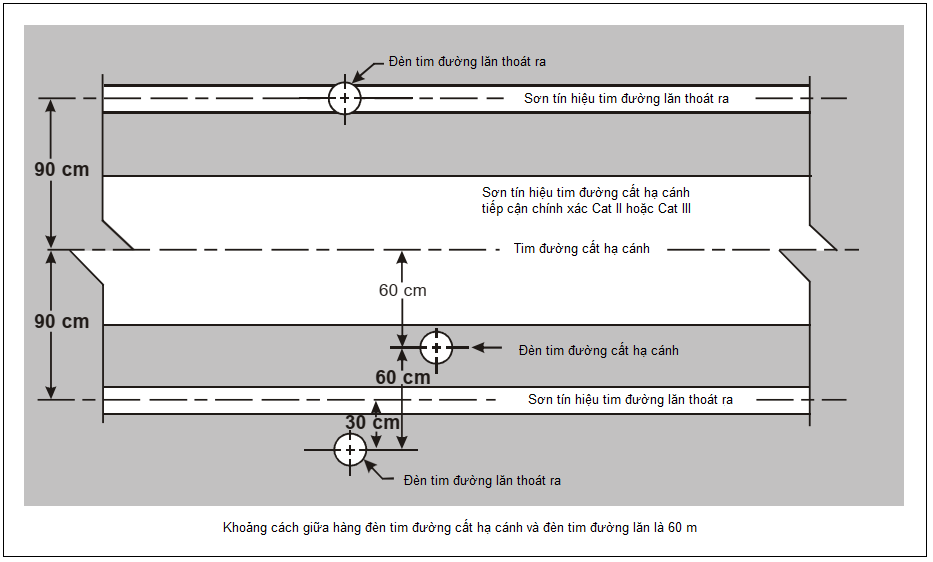 Đèn tim đường lăn thoát ra
Sơn tín hiệu tim đường lăn thoát ra
90 cm
Sơn tín hiệu tim đường cất hạ cánh
tiếp cận chính xác Cat II hoặc Cat III
Tim đường cất hạ cánh
60 cm
90 cm
Đèn tim đường cất hạ cánh
60 cm
Sơn tín hiệu tim đường lăn thoát ra
30 cm
Đèn tim đường lăn thoát ra
Khoảng cách giữa hàng đèn tim đường cất hạ cánh và đèn tim đường lăn là 60 m